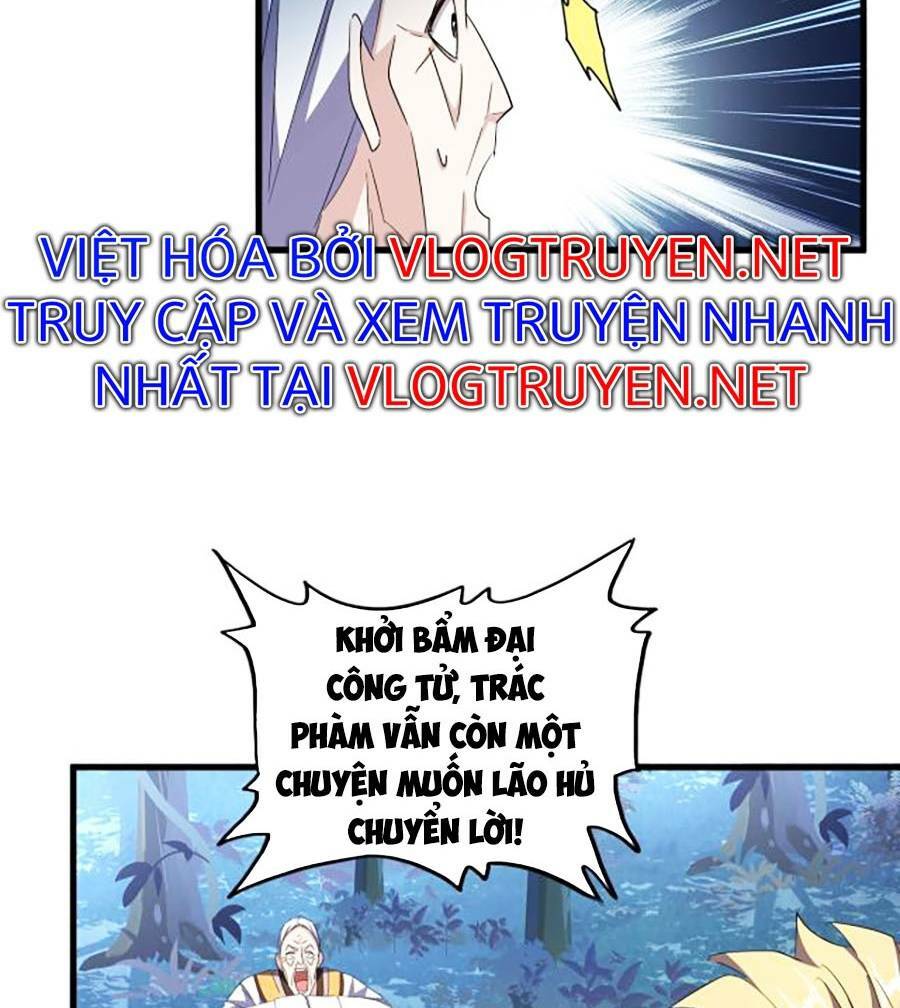 VIỆT HÓA BỞI VLOGTRUYEN.NET
TRUY CẬP VÀ XEM TRUYỆN NHANH
NHẤT TẠI VLOGTRUYEN.NET
KHỞI BẨM ĐẠI
CÔNG TỬ, TRÁC
PHÀM VẪN CÒN MỘT
CHUYỆN MUỐN LÃO HỦ
CHUYỂN LỜI!